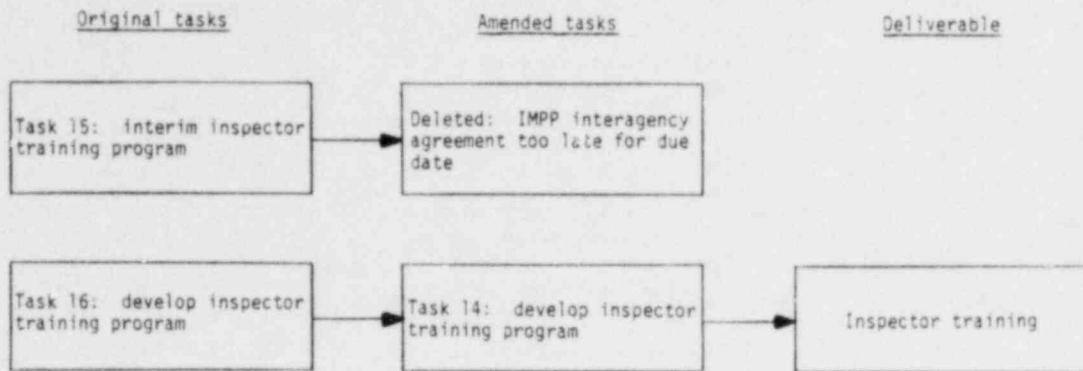 Original tasks
Amended tasks
Deliverable
Task 15: interim inspector
training program
Deleted: IMPP interagency
agreement too late for due
date
Task 16: develop inspector
training program
Task 14: develop inspector
training program
Inspector training